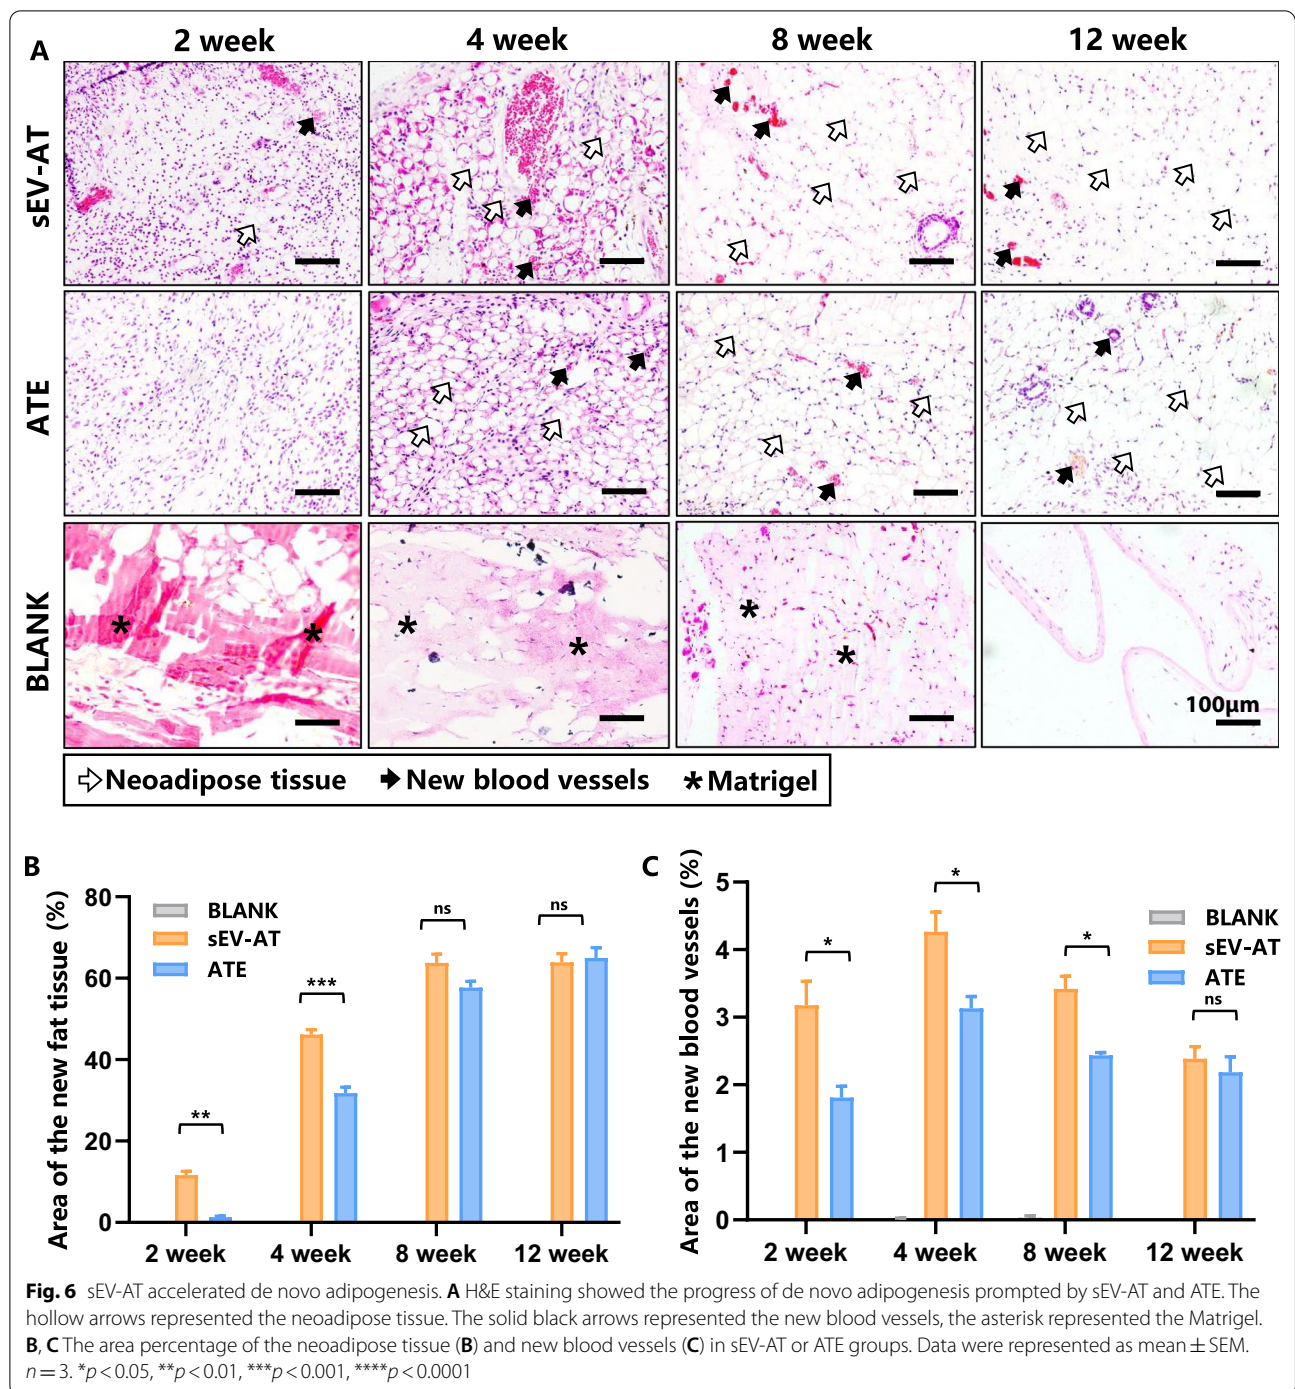 A
2 week 4 week 8 week 12 week
sEV-AT
ATE
BLANK
* * * * * *
100μm
Neoadipose tissue New blood vessels * Matrigel
B
Area of the new fat tissue (%)
80
60
40
20
0
BLANK
sEV-AT
ATE
**
***
ns
ns
2 week 4 week 8 week 12 week
C
Area of the new blood vessels (%)
5
4
3
2
1
0
BLANK
sEV-AT
ATE
*
*
*
ns
2 week 4 week 8 week 12 week
Fig. 6 sEV-AT accelerated de novo adipogenesis. A H&E staining showed the progress of de novo adipogenesis prompted by sEV-AT and ATE. The
hollow arrows represented the neoadipose tissue. The solid black arrows represented the new blood vessels, the asterisk represented the Matrigel.
B, C The area percentage of the neoadipose tissue (B) and new blood vessels (C) in sEV-AT or ATE groups. Data were represented as mean ± SEM.
n = 3. *p < 0.05, **p < 0.01, ***p < 0.001, ****p < 0.0001